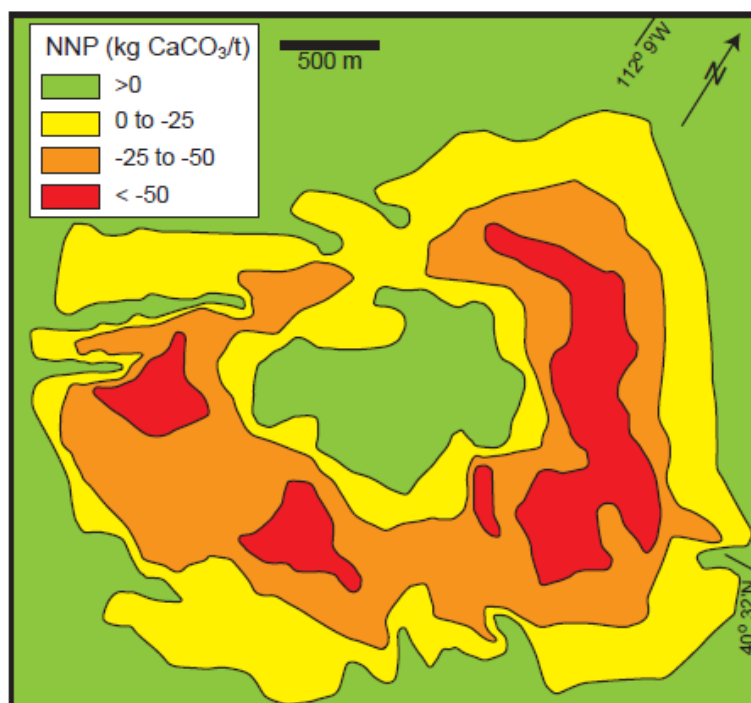 NNP (kg CaCO₃/t)
>0
0 to -25
-25 to -50
< -50
500 m
112° 9'W
N
40° 32'N